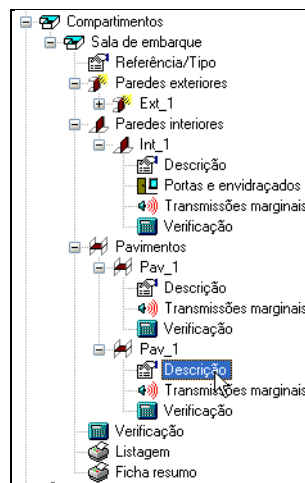 Compartimentos
Sala de embarque
Referência/Tipo
Paredes exteriores
Ext_1
Paredes interiores
Int_1
Descrição
Portas e envidraçados
Transmissões marginais
Verificação
Pavimentos
Pav_1
Descrição
Transmissões marginais
Verificação
Pav_1
Descrição
Transmissões marginais
Verificação
Verificação
Listagem
Ficha resumo